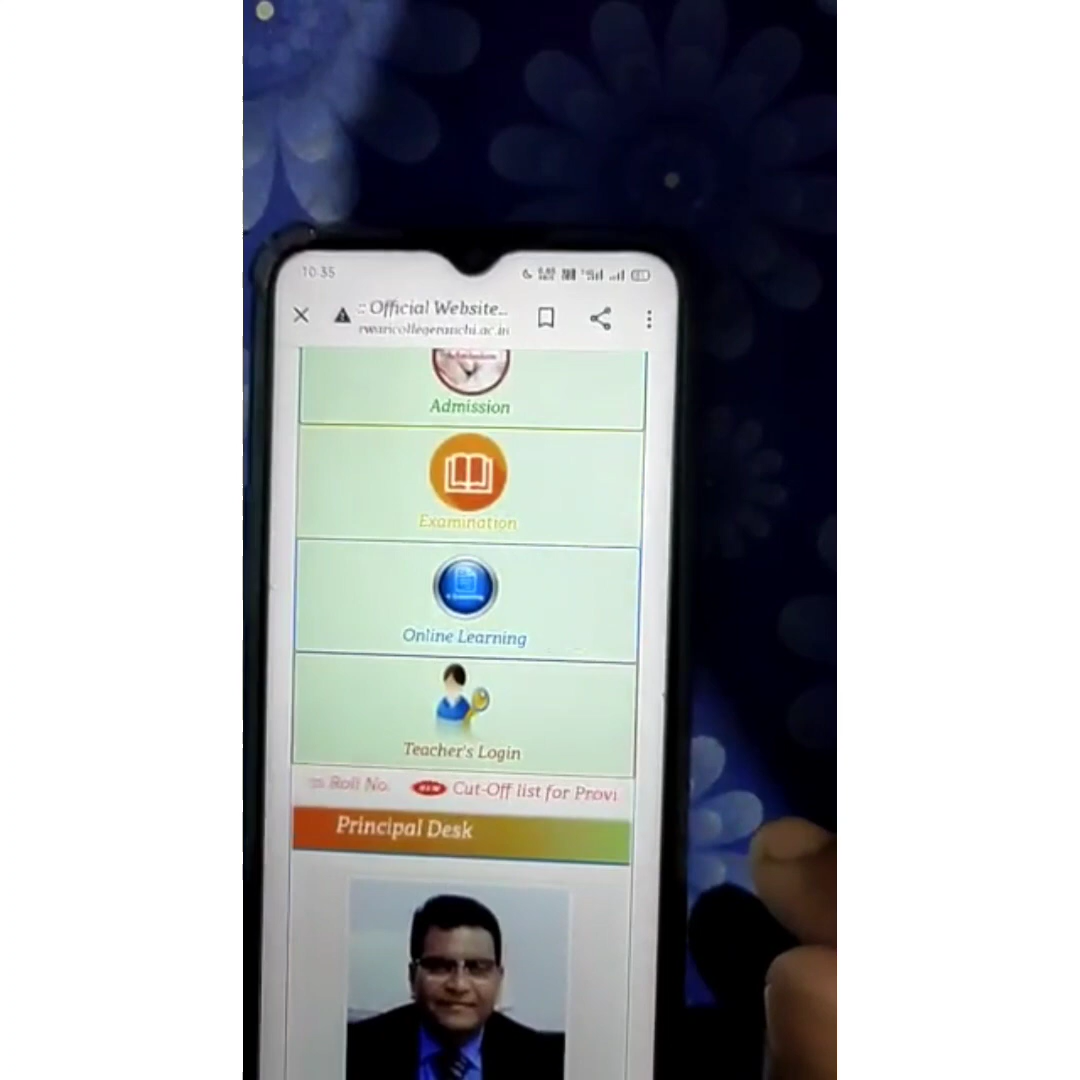 10:35
:: Official Website...
rwaricollegeranchi.ac.in
Admission
Examination
Online Learning
Teacher's Login
Roll No. NEW Cut-Off list for Provi
Principal Desk